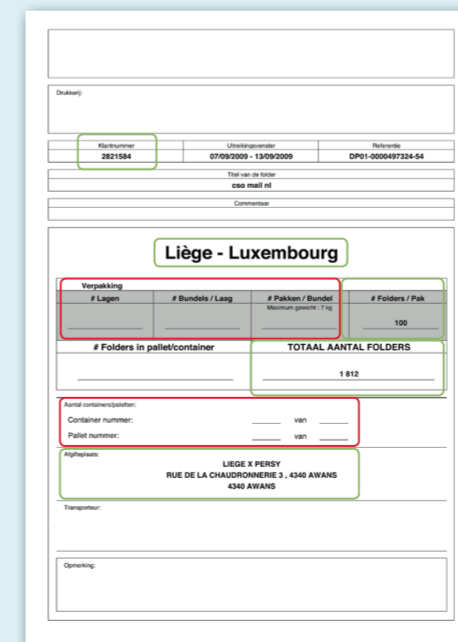 Drukkerij:
Klantnummer Uitreikingsvenster Referentie
2821584 07/09/2009 - 13/09/2009 DP01-0000497324-54
Titel van de folder
cso mail nl
Commentaar
Liège - Luxembourg
Verpakking
# Lagen # Bundels / Laag # Pakken / Bundel # Folders / Pak
Maximum gewicht : 7 kg
100
# Folders in pallet/container TOTAAL AANTAL FOLDERS
1 812
Aantal containers/paletten:
Container nummer: van
Pallet nummer: van
Afgifteplaats:
LIEGE X PERSY
RUE DE LA CHAUDRONNERIE 3 , 4340 AWANS
4340 AWANS
Transporteur:
Opmerking: